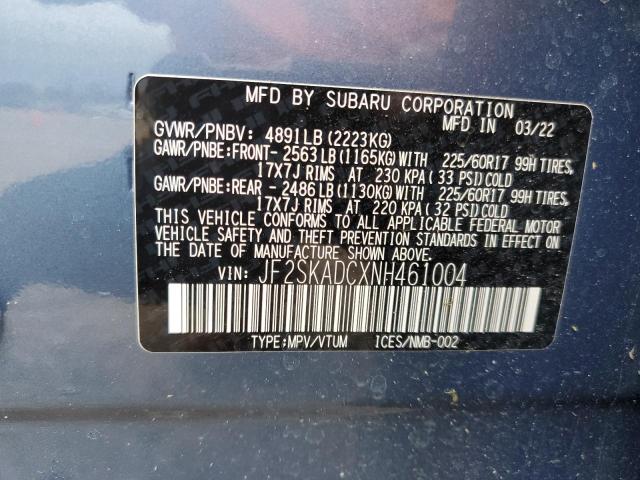 MFD BY SUBARU CORPORATION
MFD IN 03/22
GVWR/PNBV: 4891LB(2223KG)
GAWR/PNBE:FRONT- 2563LB(1165KG)WITH 225/60R17 99H TIRES,
17X7J RIMS AT 230 KPA(33 PSI)COLD
GAWR/PNBE:REAR - 2486LB(1130KG)WITH 225/60R17 99H TIRES,
17X7J RIMS AT 220 KPA(32 PSI)COLD
THIS VEHICLE CONFORMS TO ALL APPLICABLE FEDERAL MOTOR
VEHICLE SAFETY AND THEFT PREVENTION STANDARDS IN EFFECT ON
THE DATE OF MANUFACTURE SHOWN ABOVE.
VIN: JF2SKADCXNH461004
TYPE:MPV/VTUM ICES/NMB-002